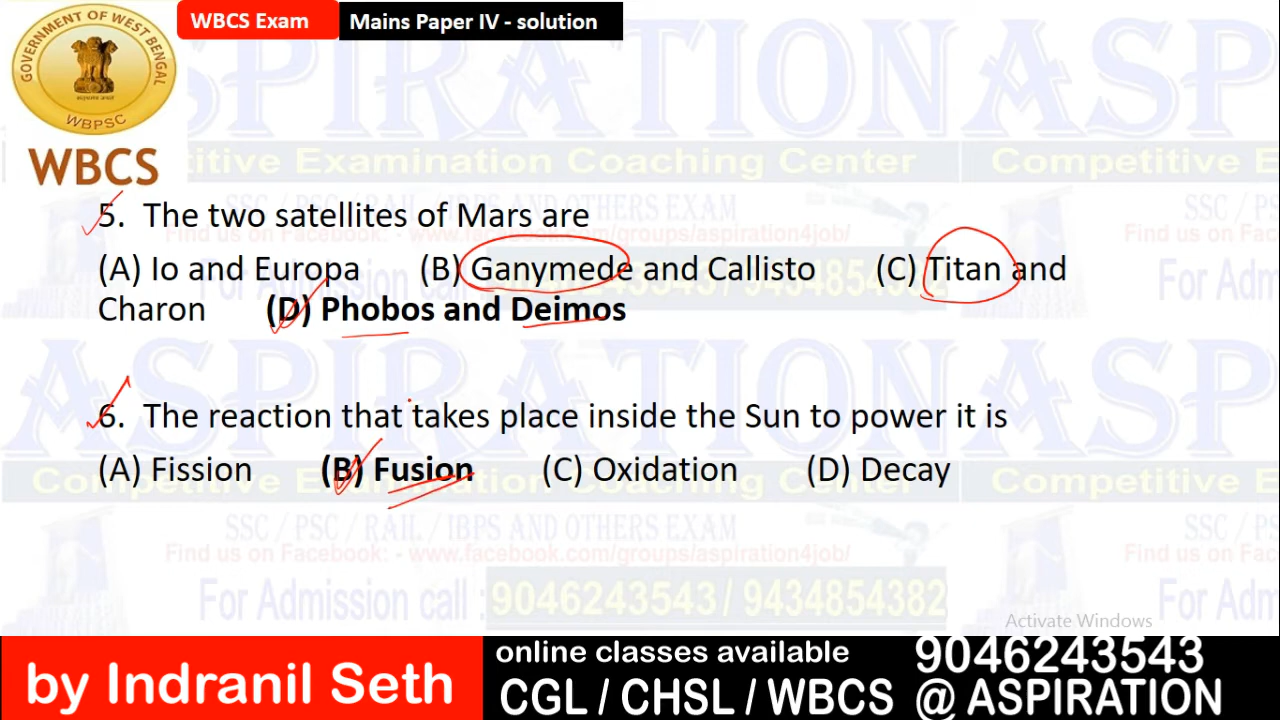 GOVERNMENT OF WEST BENGAL
WBPSC
WBCS
WBCS Exam
Mains Paper IV - solution
ASPIRATION ASP
Competitive Examination Coaching Center Competitive E
5. The two satellites of Mars are
(A) Io and Europa (B) Ganymede and Callisto (C) Titan and
Charon (D) Phobos and Deimos
6. The reaction that takes place inside the Sun to power it is
(A) Fission (B) Fusion (C) Oxidation (D) Decay
SSC / PSC / RAIL / IBPS AND OTHERS EXAM
Find us on Facebook: - www.facebook.com/groups/aspiration4job/
For Admission call : 9046243543 / 9434854382
Activate Windows
by Indranil Seth
online classes available 9046243543
CGL / CHSL / WBCS @ ASPIRATION